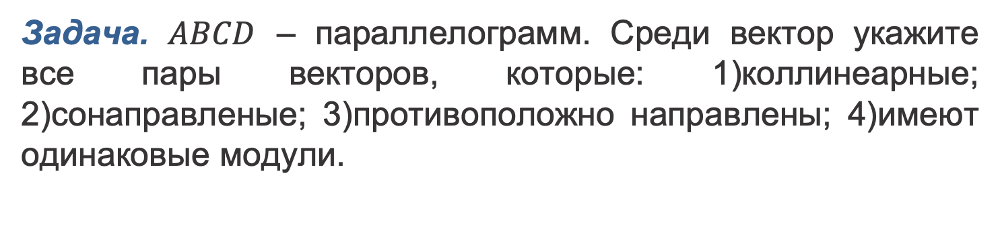 Задача. ABCD – параллелограмм. Среди вектор укажите
все пары векторов, которые: 1)коллинеарные;
2)сонаправленые; 3)противоположно направлены; 4)имеют
одинаковые модули.